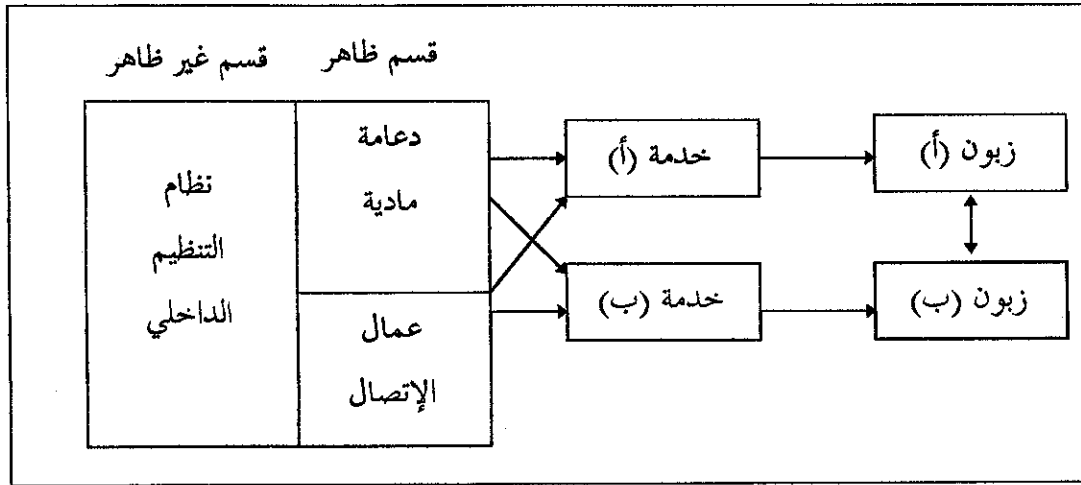 قسم غير ظاهر
قسم ظاهر
نظام
التنظيم
الداخلي
دعامة
مادية
عمال
الإتصال
خدمة (أ)
زبون (أ)
خدمة (ب)
زبون (ب)